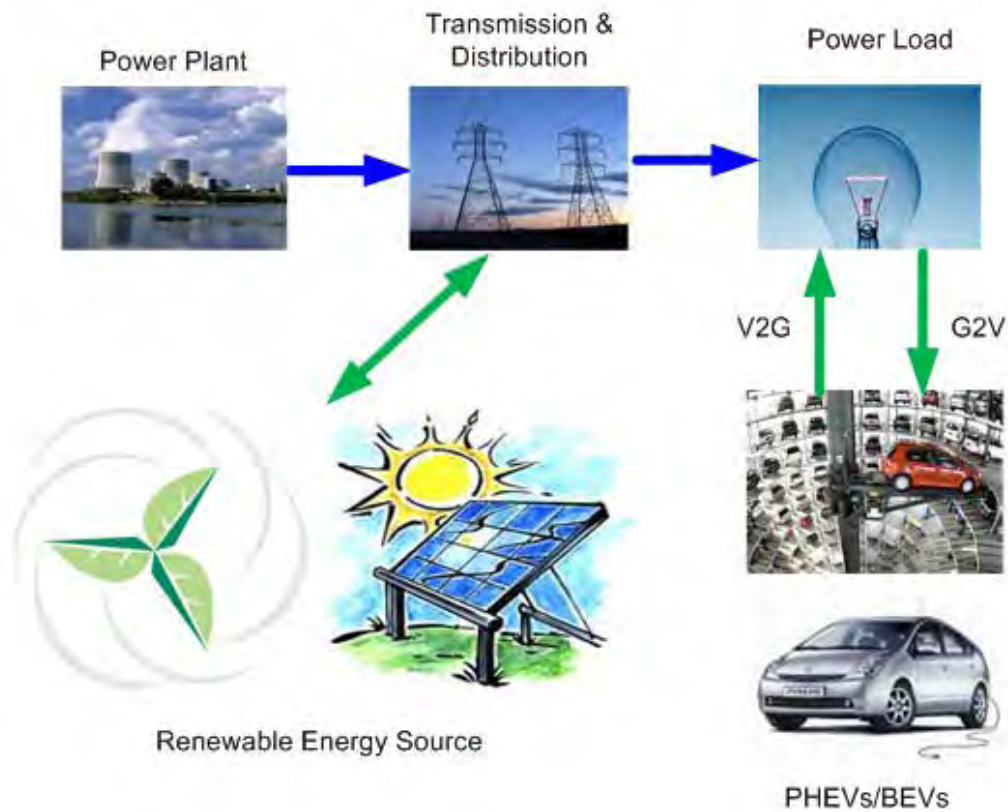 Power Plant
Transmission &
Distribution
Power Load
V2G
G2V
Renewable Energy Source
PHEVs/BEVs